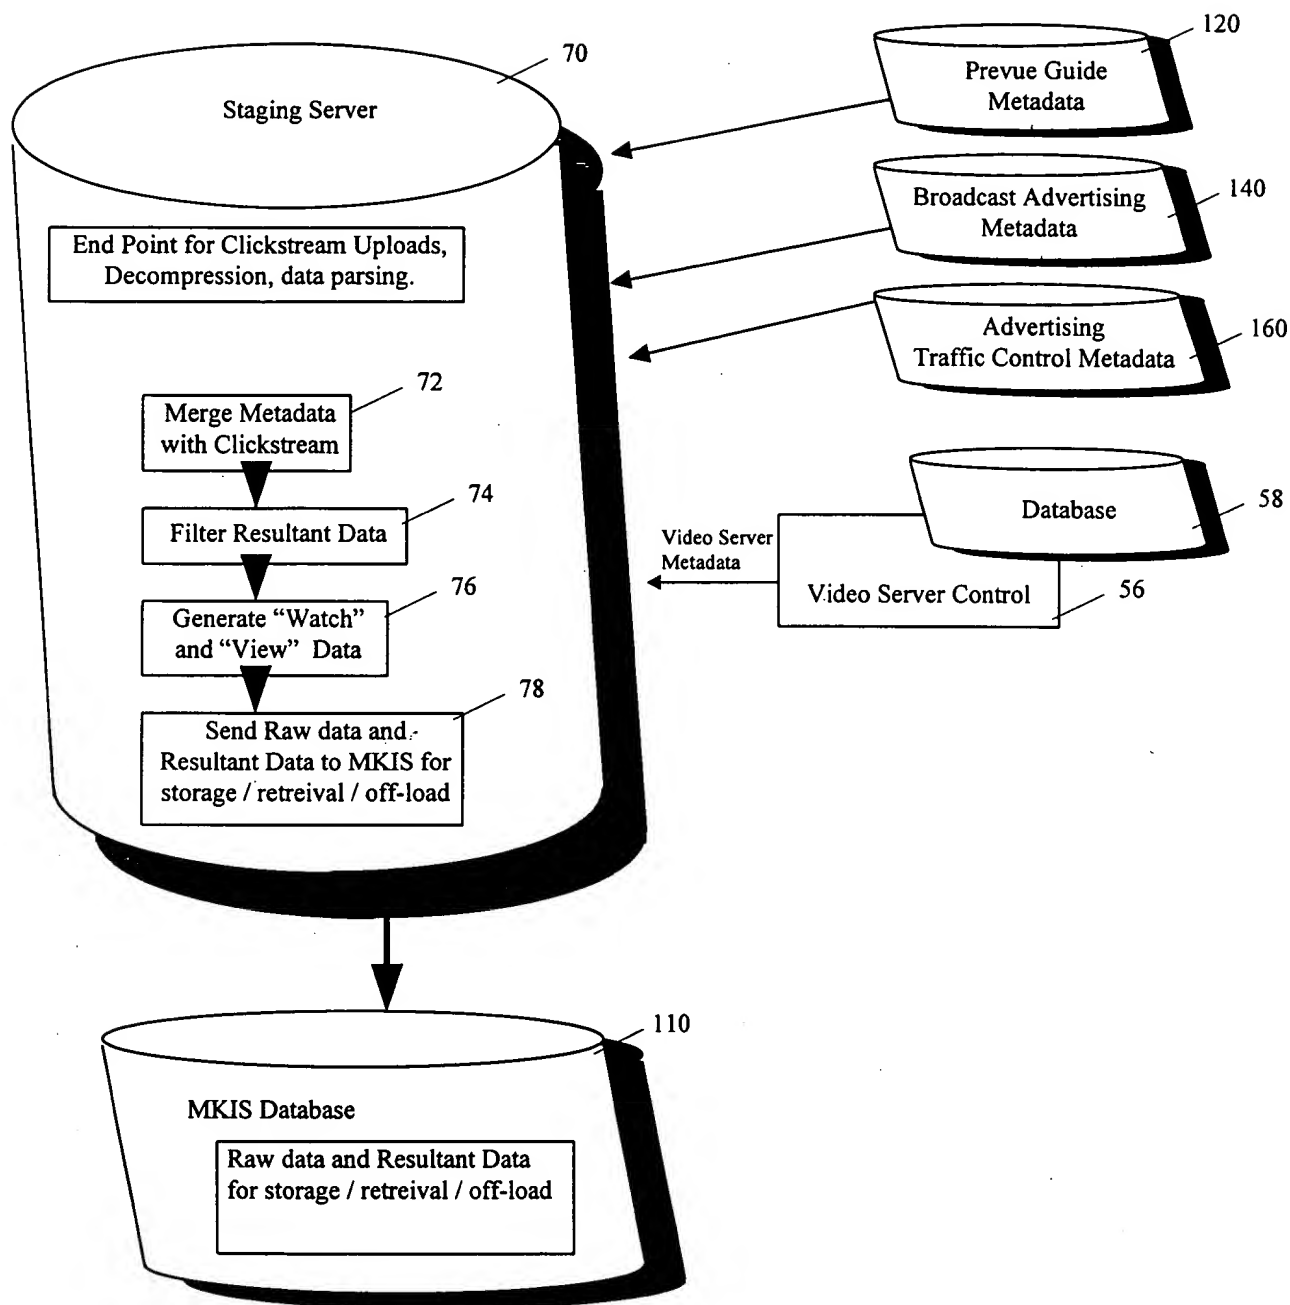 70
Staging Server
End Point for Clickstream Uploads,
Decompression, data parsing.
72
Merge Metadata
with Clickstream
74
Filter Resultant Data
76
Generate “Watch”
and “View” Data
78
Send Raw data and
Resultant Data to MKIS for
storage / retreival / off-load
120
Prevue Guide
Metadata
140
Broadcast Advertising
Metadata
160
Advertising
Traffic Control Metadata
58
Database
Video Server
Metadata
Video Server Control
56
110
MKIS Database
Raw data and Resultant Data
for storage / retreival / off-load